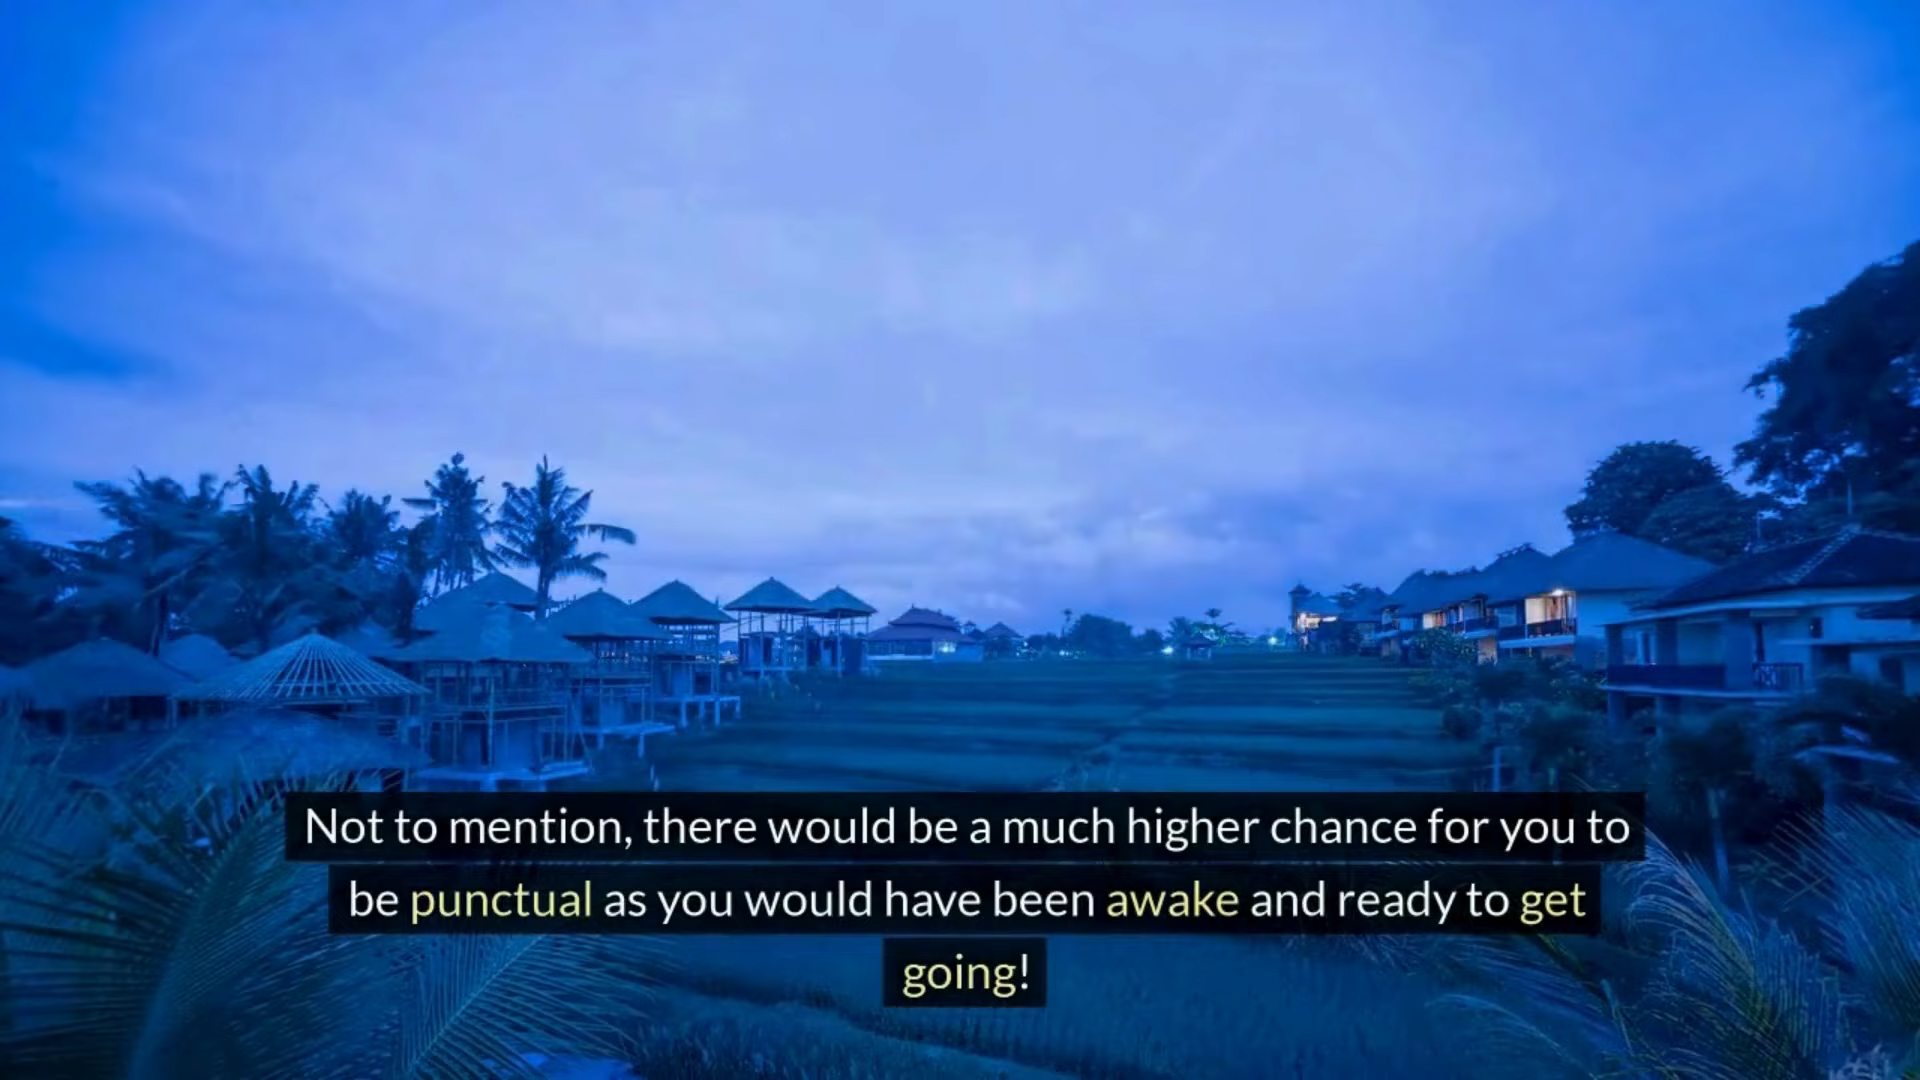 Not to mention, there would be a much higher chance for you to
be punctual as you would have been awake and ready to get
going!